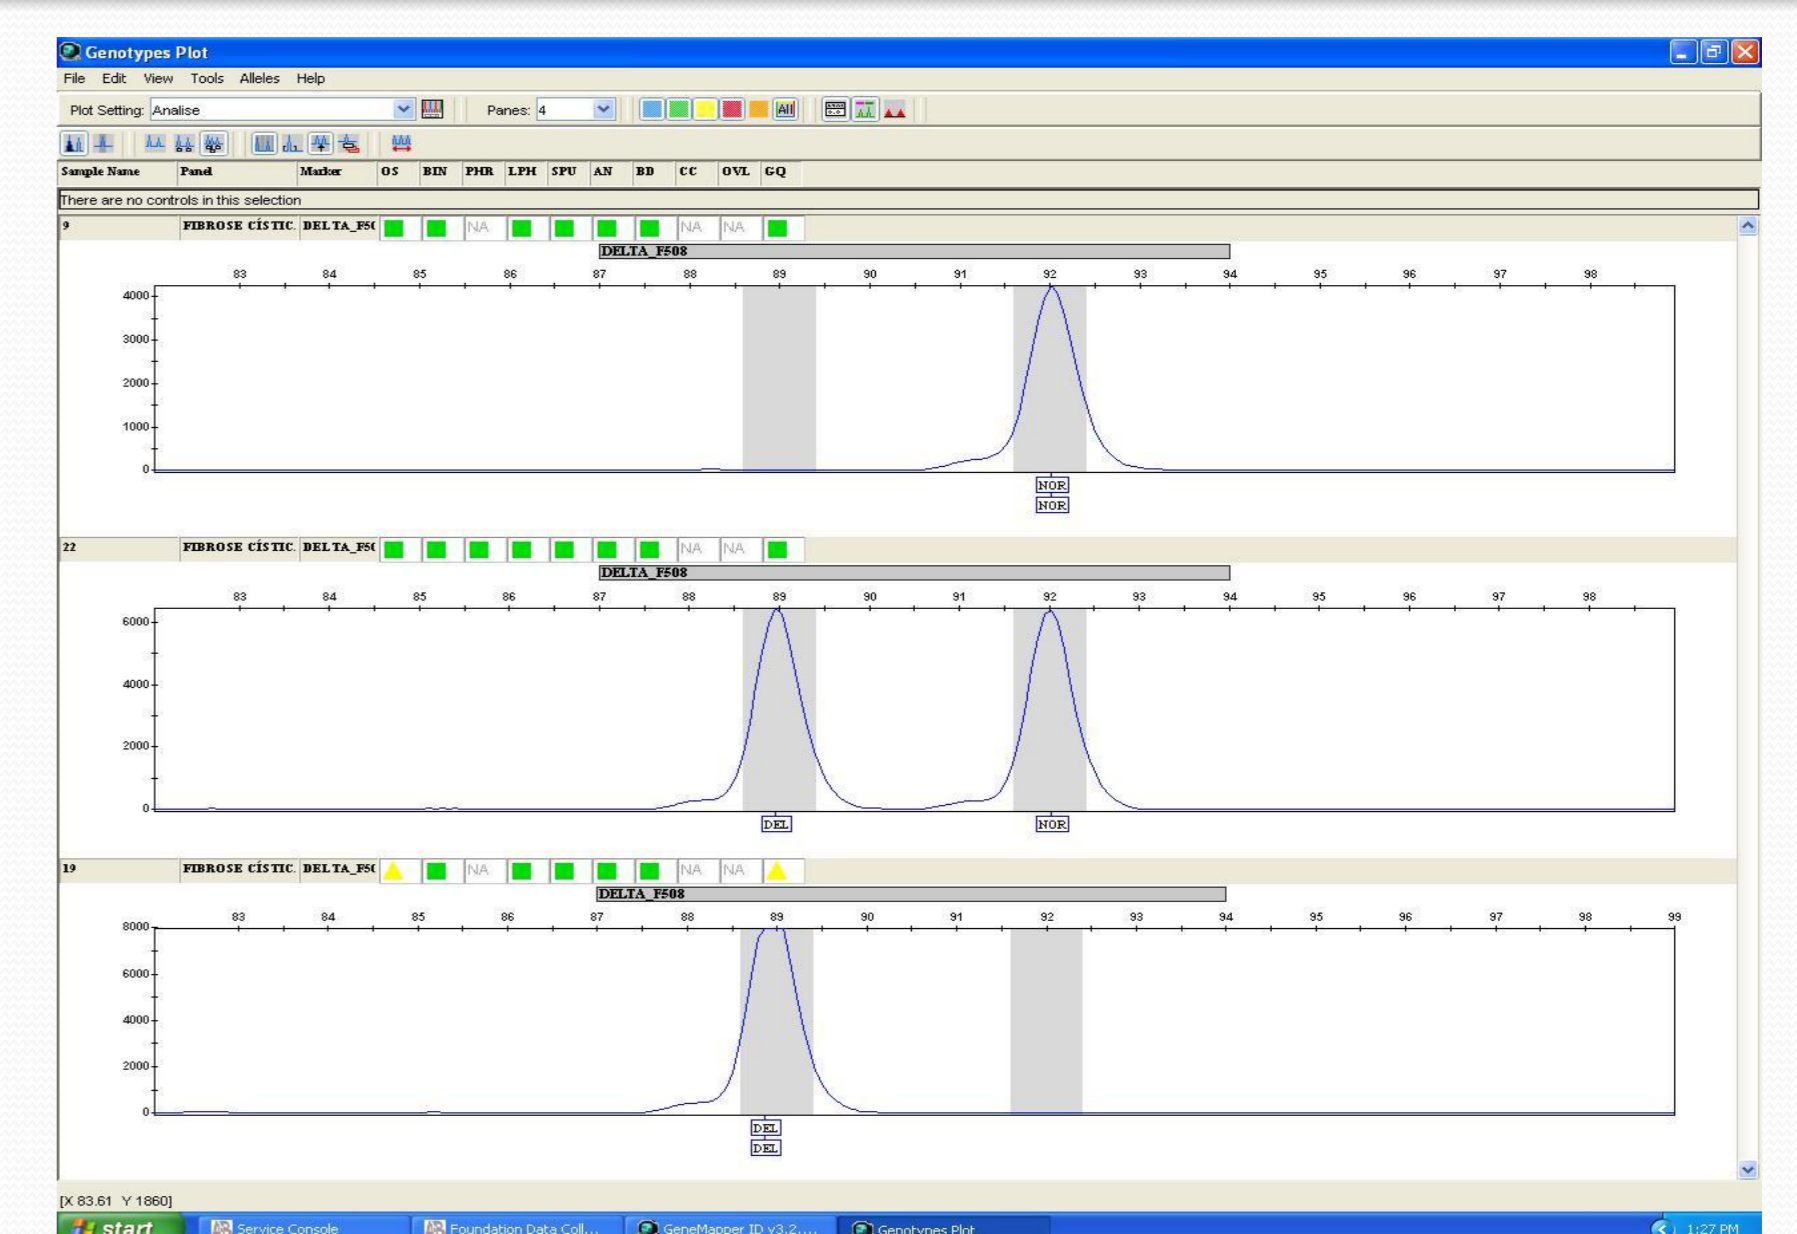 Genotypes Plot
File Edit View Tools Alleles Help
Plot Setting: Analise Panes: 4 All
Sample Name Panel Marker OS BIN PHR LPH SPU AN BD CC OVL GQ
There are no controls in this selection
9 FIBROSE CÍSTIC. DELTA_F5( NA NA NA
DELTA_F508
83 84 85 86 87 88 89 90 91 92 93 94 95 96 97 98
4000
3000
2000
1000
0
NOR
NOR
22 FIBROSE CÍSTIC. DELTA_F5( NA NA
DELTA_F508
83 84 85 86 87 88 89 90 91 92 93 94 95 96 97 98
6000
4000
2000
0
DEL NOR
19 FIBROSE CÍSTIC. DELTA_F5( NA NA NA
DELTA_F508
83 84 85 86 87 88 89 90 91 92 93 94 95 96 97 98 99
8000
6000
4000
2000
0
DEL
DEL
[X 83.61 Y 1860]
start Service Console Foundation Data Coll... GeneMapper ID v3.2.... Genotypes Plot 1:27 PM